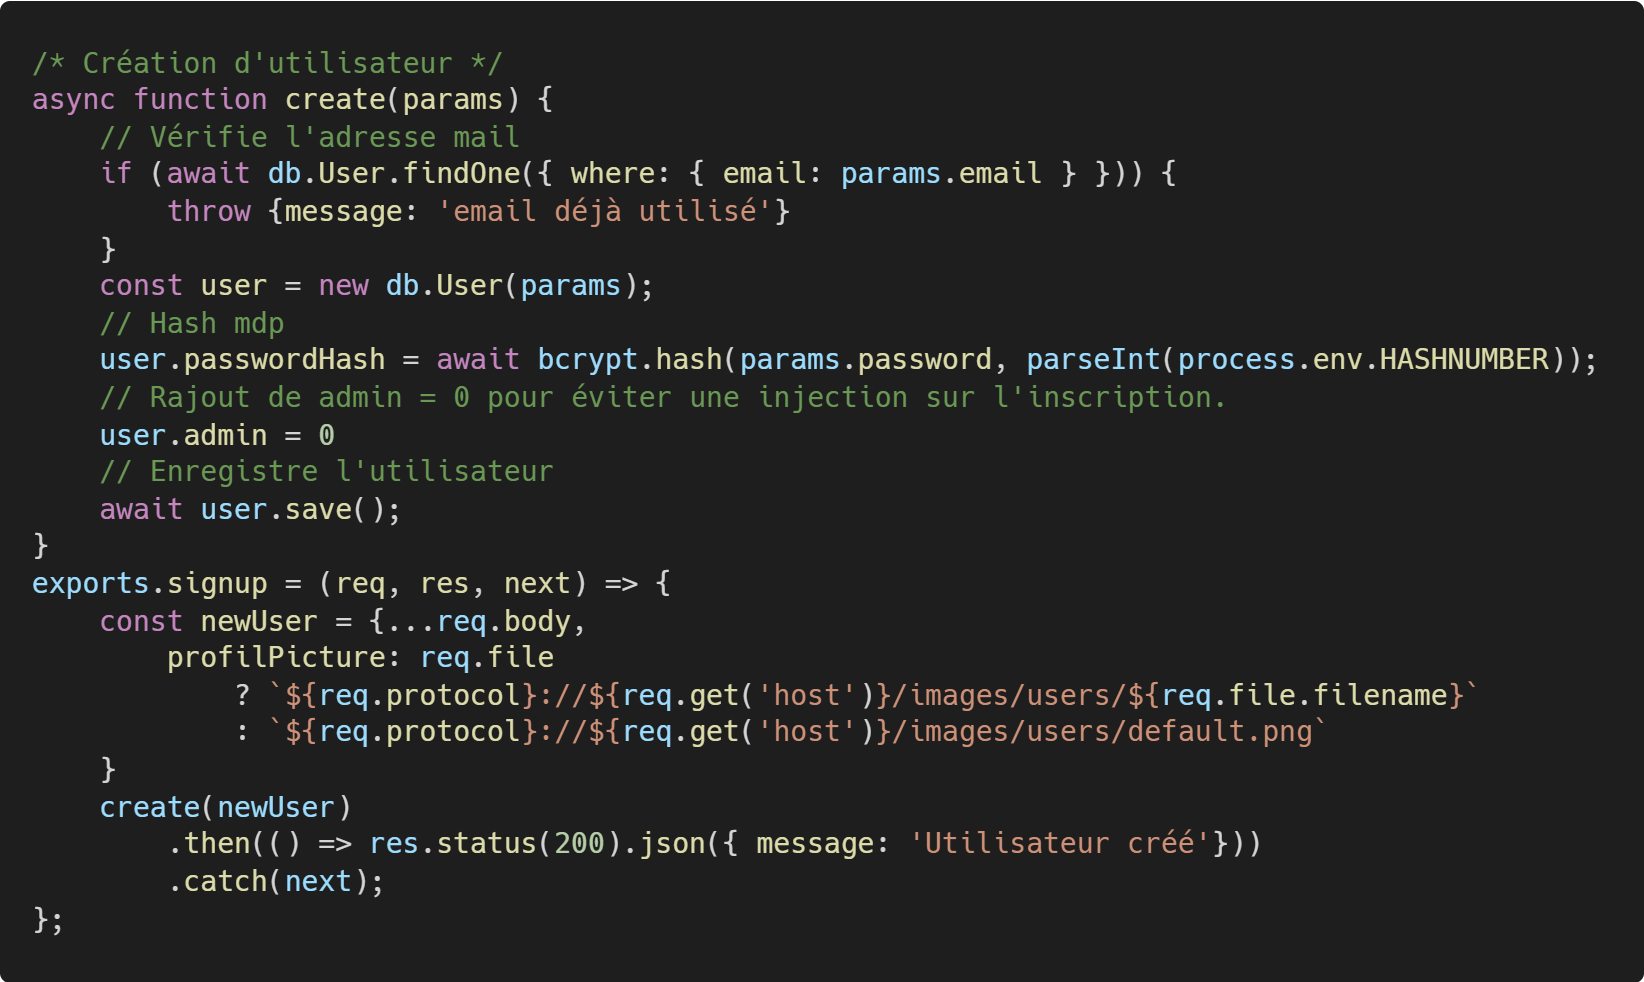 /* Création d'utilisateur */
async function create(params) {
    // Vérifie l'adresse mail
    if (await db.User.findOne({ where: { email: params.email } })) {
        throw {message: 'email déjà utilisé'}
    }
    const user = new db.User(params);
    // Hash mdp
    user.passwordHash = await bcrypt.hash(params.password, parseInt(process.env.HASHNUMBER));
    // Rajout de admin = 0 pour éviter une injection sur l'inscription.
    user.admin = 0
    // Enregistre l'utilisateur
    await user.save();
}
exports.signup = (req, res, next) => {
    const newUser = {...req.body,
        profilPicture: req.file
            ? `${req.protocol}://${req.get('host')}/images/users/${req.file.filename}`
            : `${req.protocol}://${req.get('host')}/images/users/default.png`
    }
    create(newUser)
        .then(() => res.status(200).json({ message: 'Utilisateur créé'}))
        .catch(next);
};